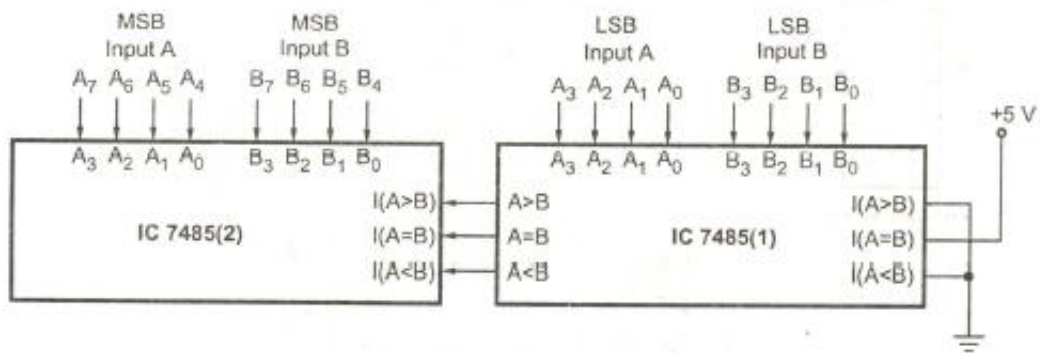 MSB MSB LSB LSB
Input A Input B Input A Input B
A7 A6 A5 A4 B7 B6 B5 B4 A3 A2 A1 A0 B3 B2 B1 B0
+5 V
A3 A2 A1 A0 B3 B2 B1 B0 A3 A2 A1 A0 B3 B2 B1 B0
I(A>B) A>B I(A>B)
IC 7485(2) I(A=B) A=B IC 7485(1) I(A=B)
I(A<B) A<B I(A<B)